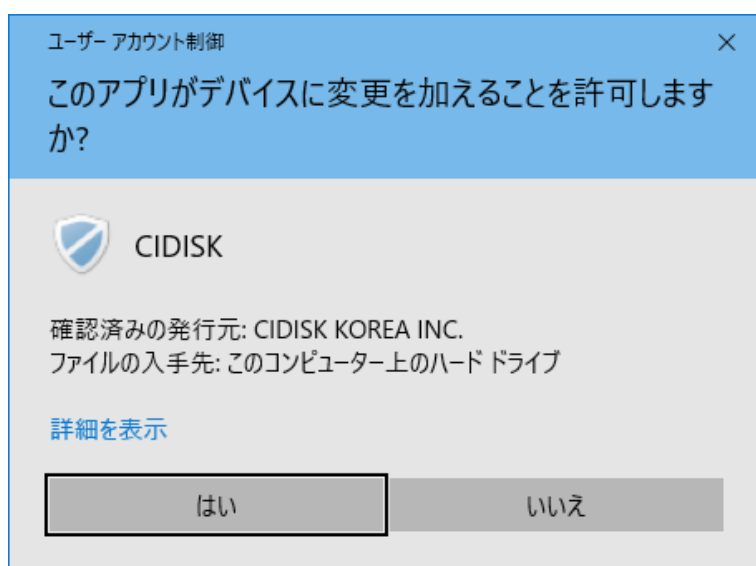 ユーザー アカウント制御
このアプリがデバイスに変更を加えることを許可します
か?
CIDISK
確認済みの発行元: CIDISK KOREA INC.
ファイルの入手先: このコンピューター上のハード ドライブ
詳細を表示
はい
いいえ